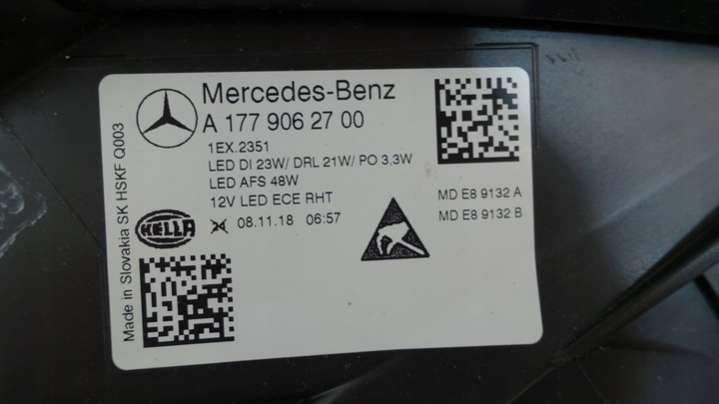 Mercedes-Benz
A 177 906 27 00
1EX.2351
LED DI 23W/ DRL 21W/ PO 3,3W
LED AFS 48W
12V LED ECE RHT
08.11.18 06:57
HELLA
MD E8 9132 A
MD E8 9132 B
Made in Slovakia SK HSKF Q003